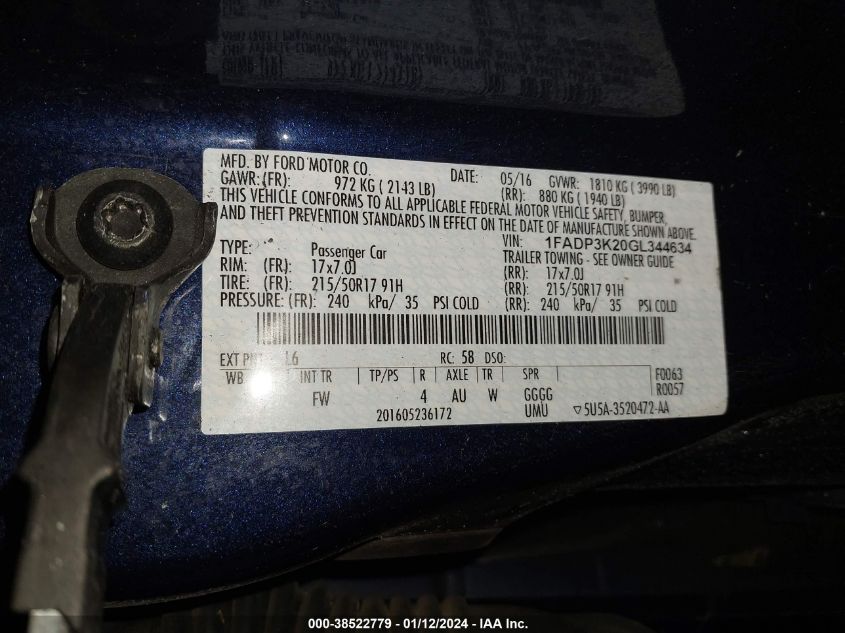 MFD. BY FORD MOTOR CO. DATE: 05/16 GVWR: 1810 KG ( 3990 LB)
GAWR: (FR): 972 KG ( 2143 LB) (RR): 880 KG ( 1940 LB)
THIS VEHICLE CONFORMS TO ALL APPLICABLE FEDERAL MOTOR VEHICLE SAFETY, BUMPER,
AND THEFT PREVENTION STANDARDS IN EFFECT ON THE DATE OF MANUFACTURE SHOWN ABOVE.
VIN: 1FADP3K20GL344634
TYPE: Passenger Car TRAILER TOWING - SEE OWNER GUIDE
RIM: (FR): 17x7.0J (RR): 17x7.0J
TIRE: (FR): 215/50R17 91H (RR): 215/50R17 91H
PRESSURE: (FR): 240 kPa/ 35 PSI COLD (RR): 240 kPa/ 35 PSI COLD
EXT PNT: L6 RC: 58 DSO:
WB INT TR TP/PS R AXLE TR SPR F0063
FW 4 AU W GGGG R0057
201605236172 UMU ▽5U5A-3520472-AA
000-38522779 - 01/12/2024 - IAA Inc.